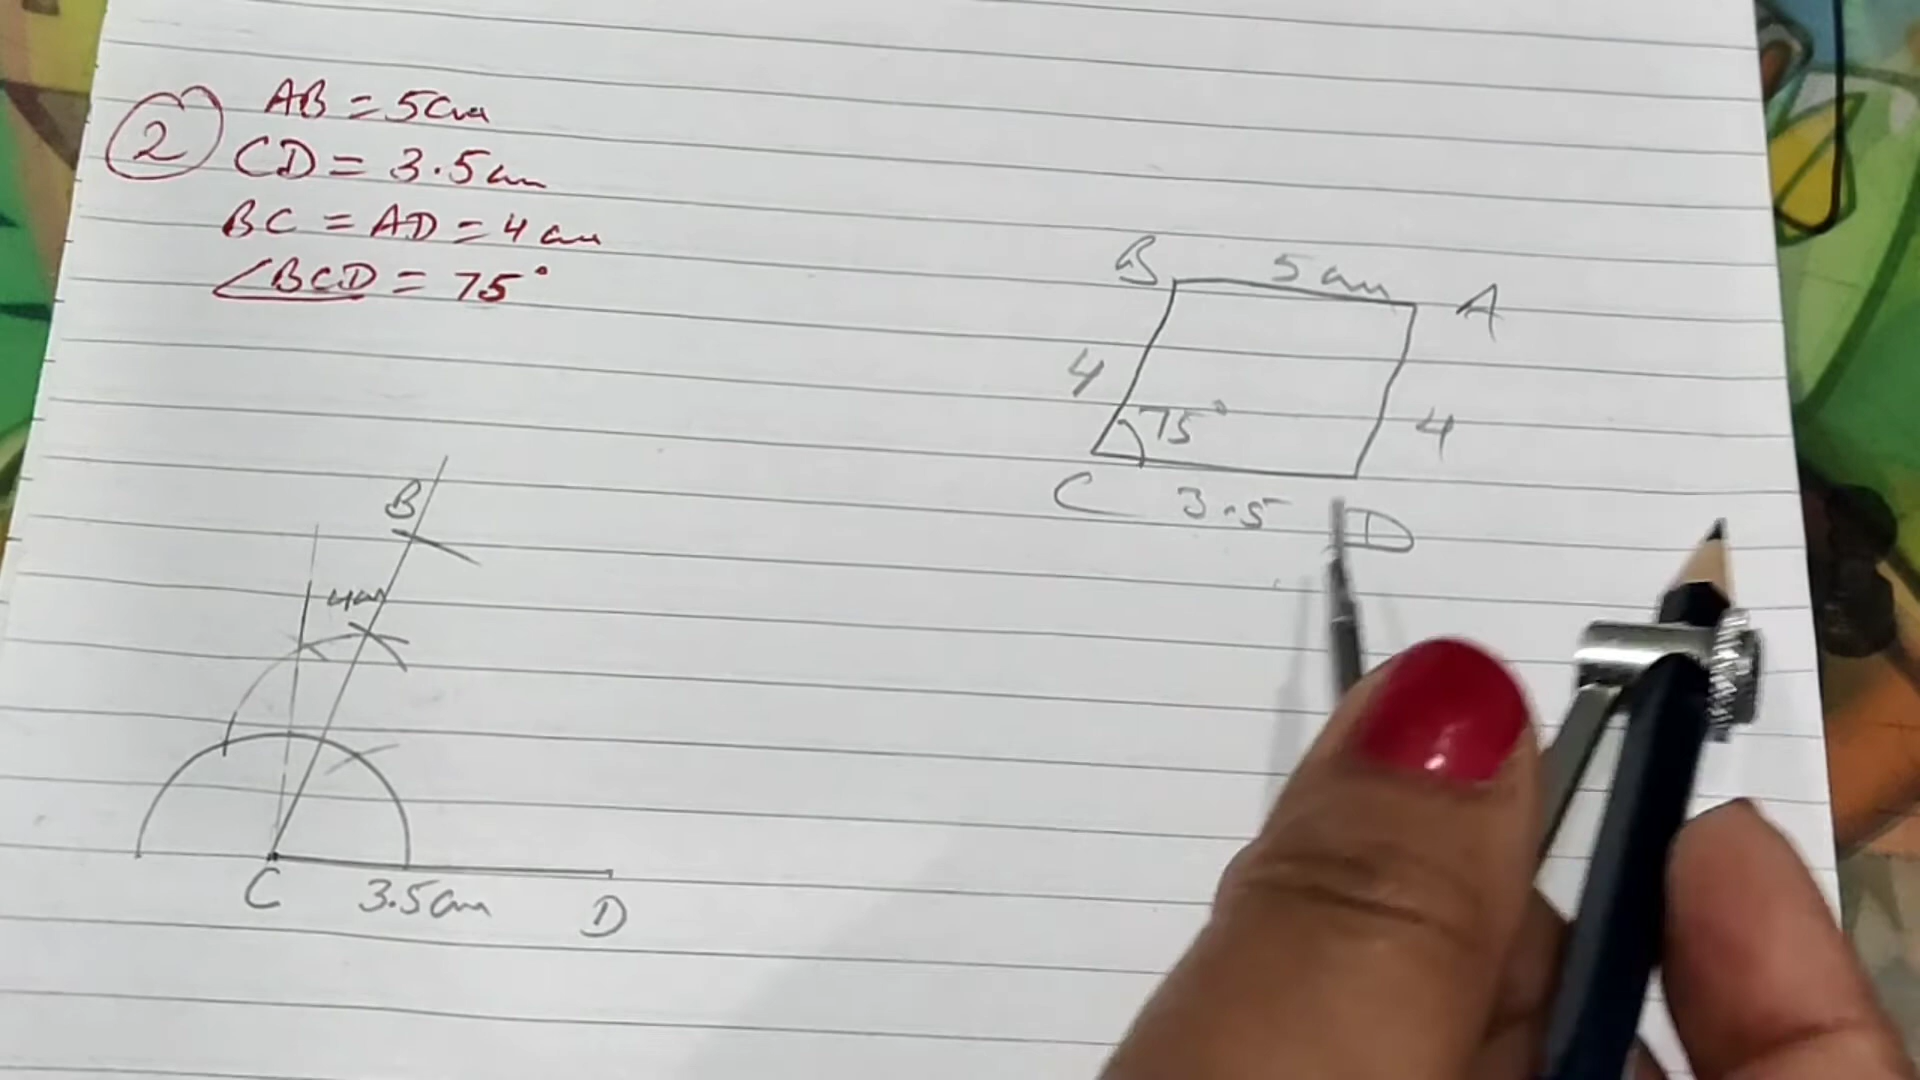 2
AB = 5cm
CD = 3.5cm
BC = AD = 4cm
∠BCD = 75°
B 5cm A
4 75° 4
C 3.5 D
B
4cm
C 3.5cm D